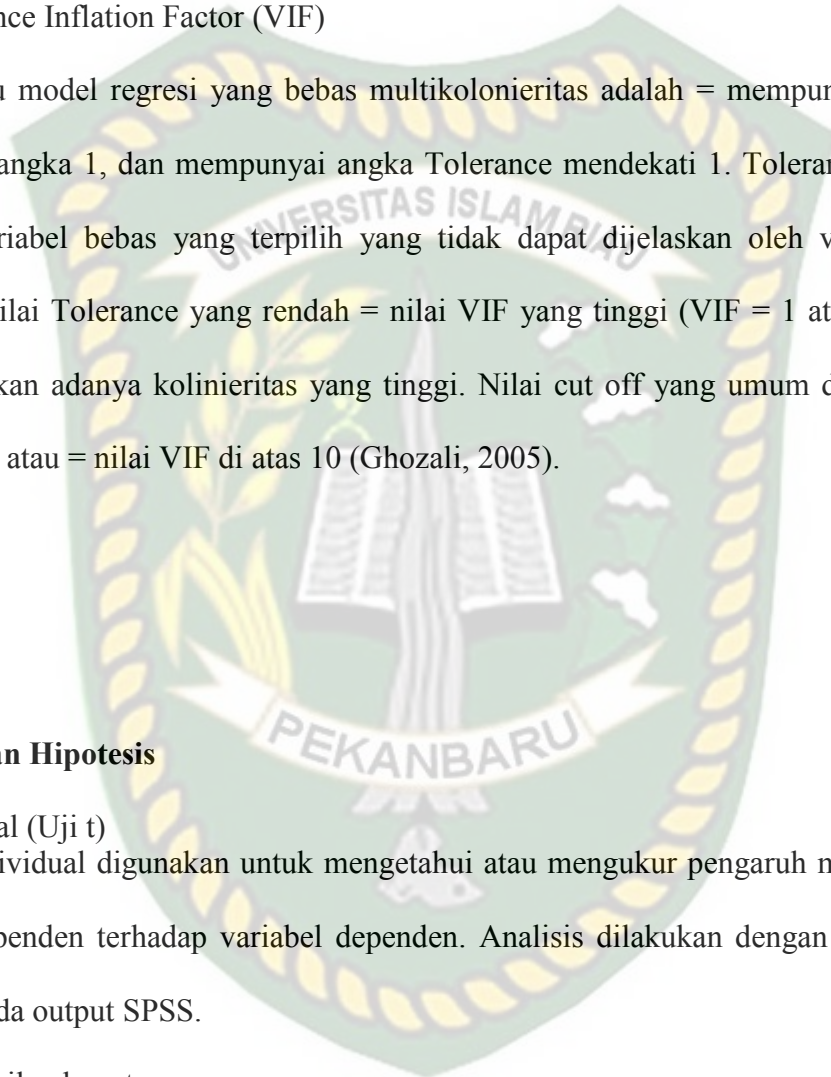 nce Inflation Factor (VIF)
u model regresi yang bebas multikolonieritas adalah = mempun
angka 1, dan mempunyai angka Tolerance mendekati 1. Toleran
UNIVERSITAS ISLAM RIAU
riabel bebas yang terpilih yang tidak dapat dijelaskan oleh v
ilai Tolerance yang rendah = nilai VIF yang tinggi (VIF = 1 at
kan adanya kolinieritas yang tinggi. Nilai cut off yang umum d
atau = nilai VIF di atas 10 (Ghozali, 2005).
PEKANBARU
an Hipotesis
al (Uji t)
ividual digunakan untuk mengetahui atau mengukur pengaruh m
penden terhadap variabel dependen. Analisis dilakukan dengan
da output SPSS.